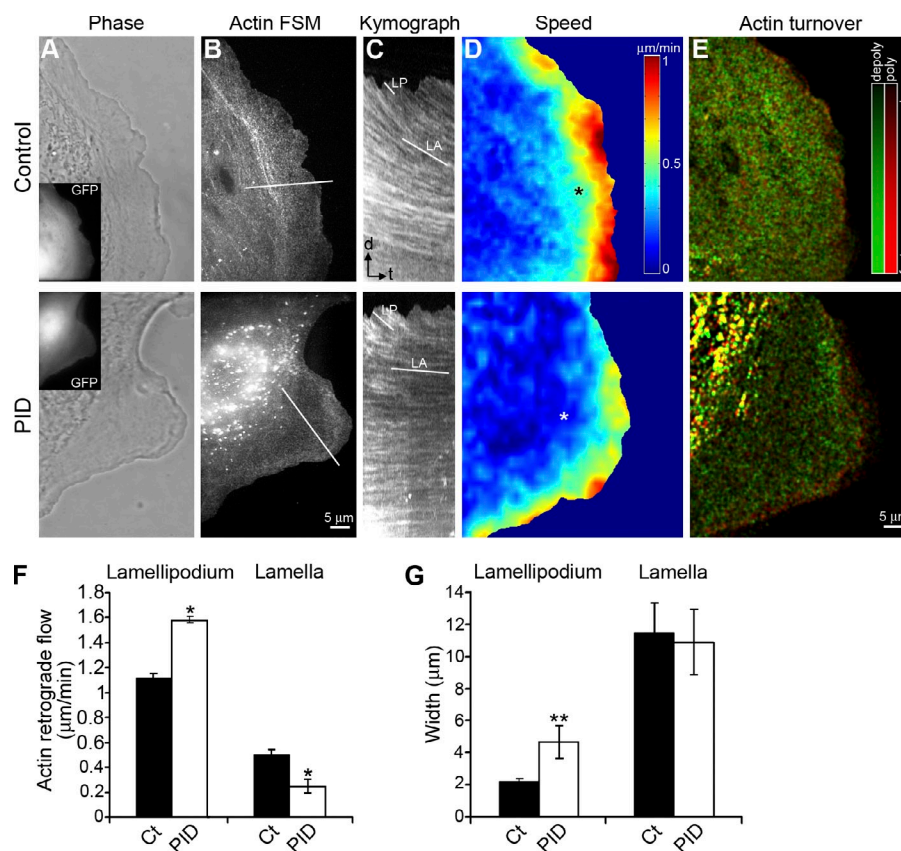 Phase Actin FSM Kymograph Speed Actin turnover
Control
A
GFP
B
C
LP
LA
d
t
D
μm/min
1
0.5
0
*
E
depoly
poly
PID
GFP
5 μm
LP
LA
*
5 μm
F
Lamellipodium Lamella
Actin retrograde flow
(μm/min)
1.8
1.6
1.4
1.2
1
0.8
0.6
0.4
0.2
0
*
*
Ct PID Ct PID
G
Lamellipodium Lamella
Width (μm)
14
12
10
8
6
4
2
0
**
Ct PID Ct PID